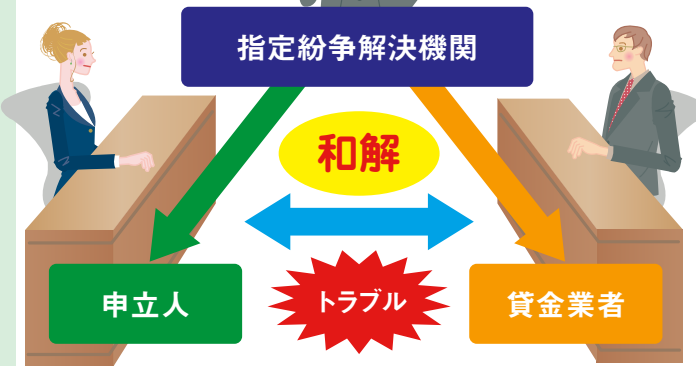 指定紛争解決機関
和解
申立人
トラブル
貸金業者